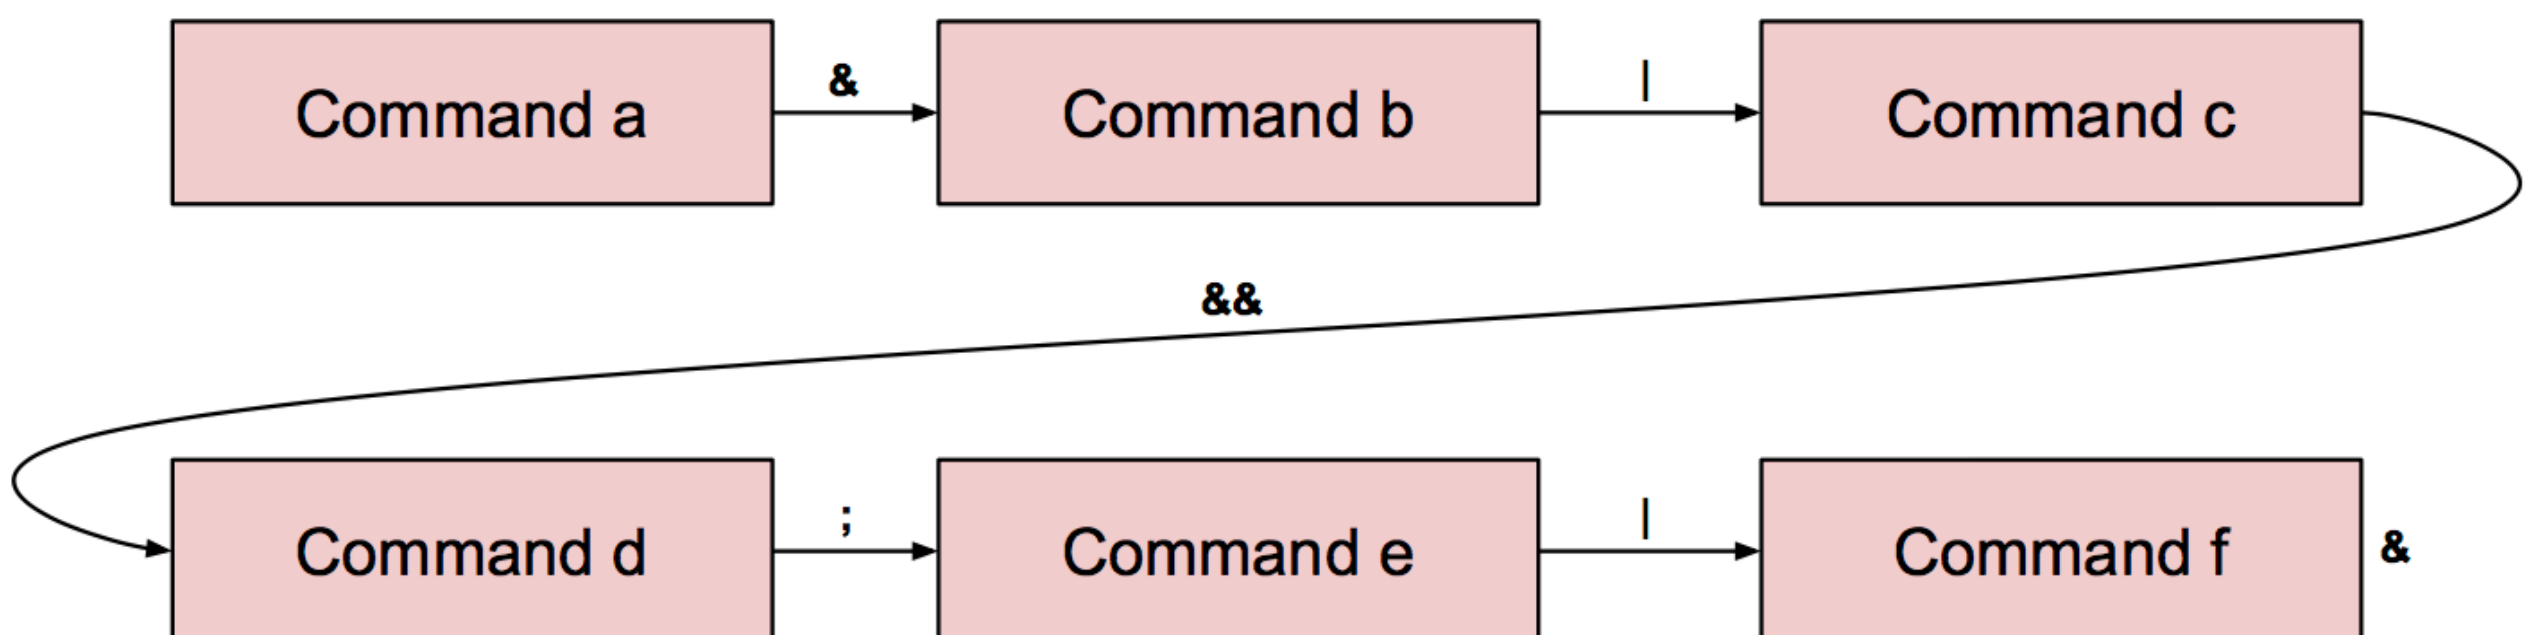 Command a & Command b | Command c
&&
Command d ; Command e | Command f &